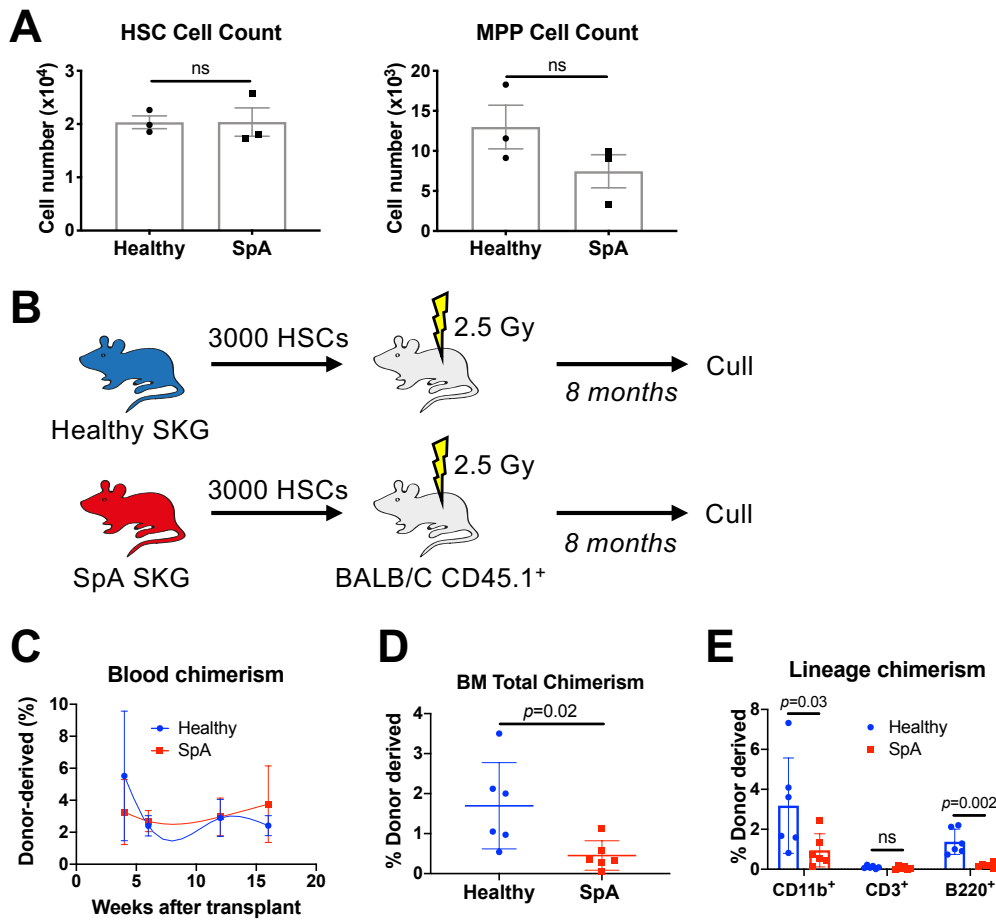 A
HSC Cell Count
ns
Cell number (x10⁴)
3
2
1
0
Healthy
SpA
MPP Cell Count
ns
Cell number (x10³)
20
15
10
5
0
Healthy
SpA
B
3000 HSCs
2.5 Gy
8 months
Cull
Healthy SKG
3000 HSCs
2.5 Gy
8 months
Cull
SpA SKG
BALB/C CD45.1⁺
C
Blood chimerism
Donor-derived (%)
10
8
6
4
2
0
Healthy
SpA
0
5
10
15
20
Weeks after transplant
D
BM Total Chimerism
p=0.02
% Donor derived
4
3
2
1
0
Healthy
SpA
E
Lineage chimerism
p=0.03
Healthy
SpA
ns
p=0.002
% Donor derived
8
6
4
2
0
CD11b⁺
CD3⁺
B220⁺